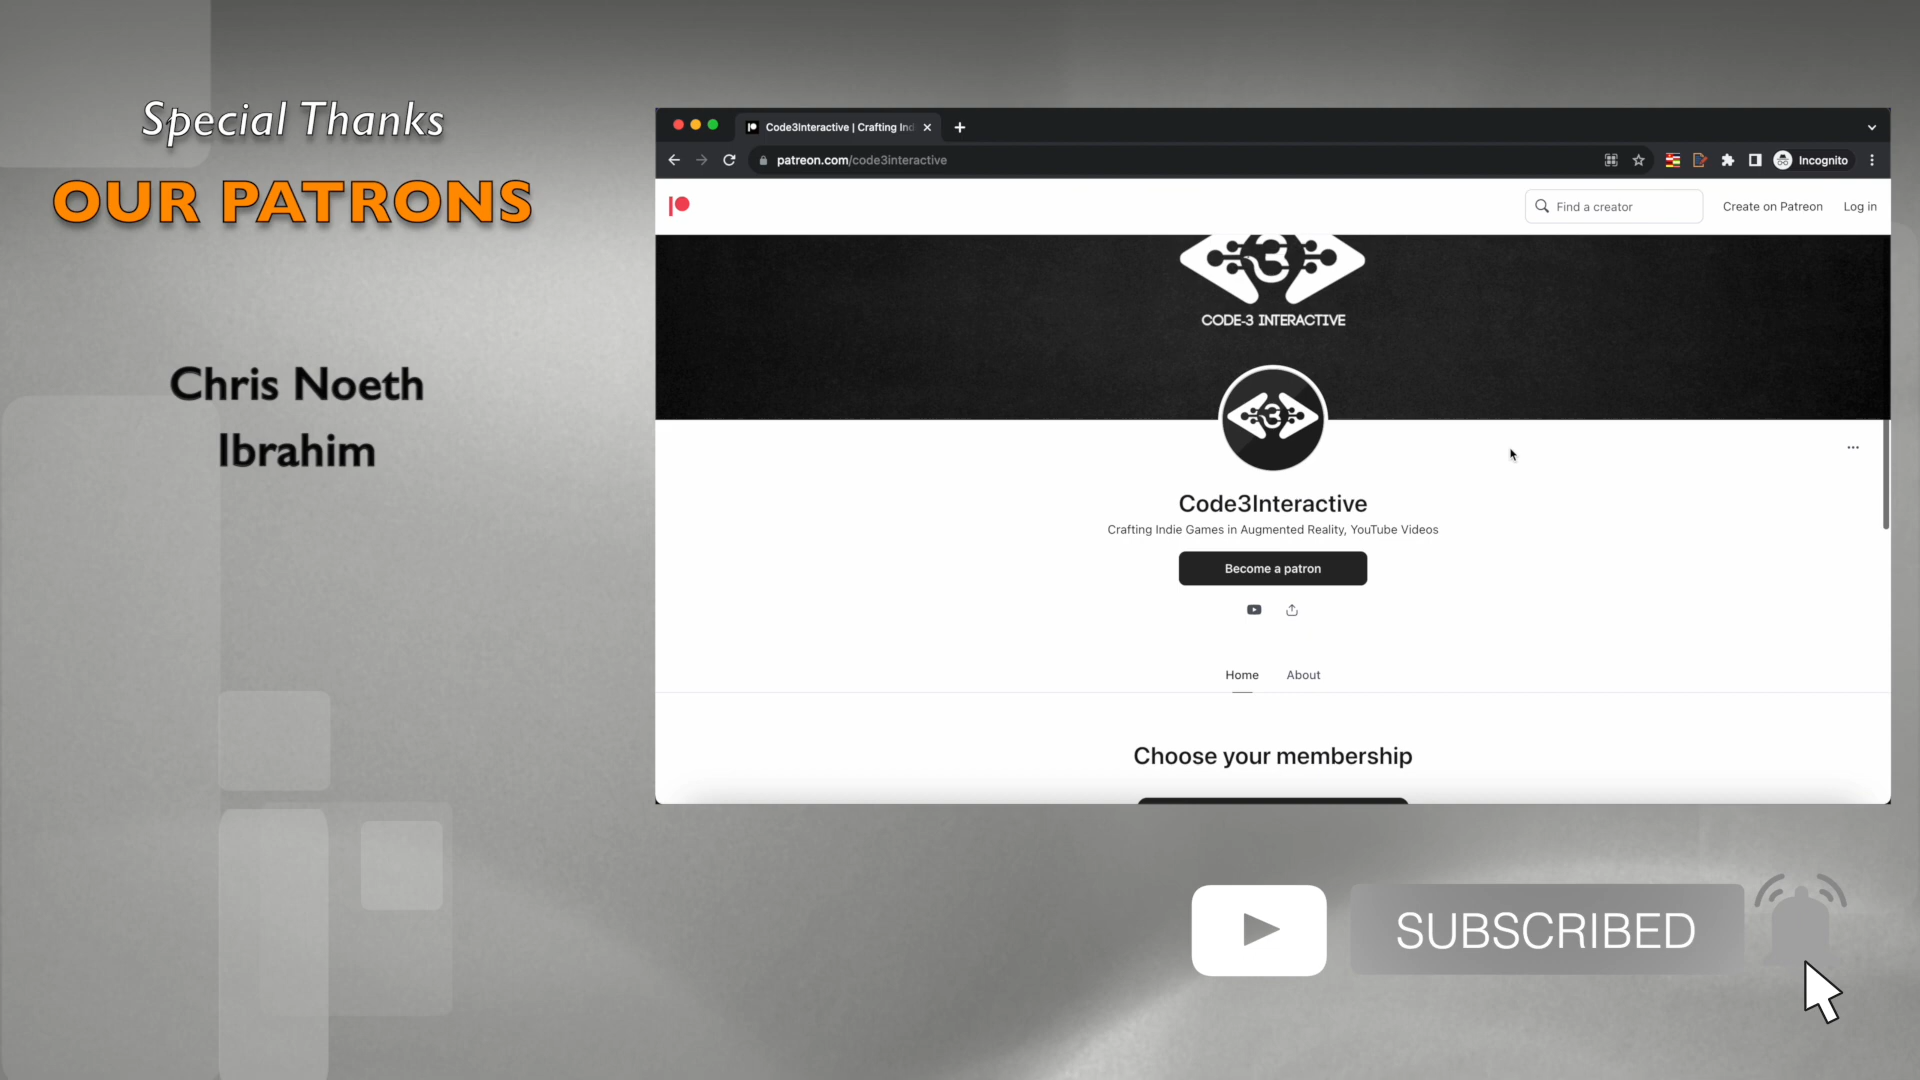 Special Thanks
OUR PATRONS
Chris Noeth
Ibrahim
Code3Interactive | Crafting Ind
patreon.com/code3interactive
Incognito
Find a creator
Create on Patreon
Log in
3
CODE-3 INTERACTIVE
3
Code3Interactive
Crafting Indie Games in Augmented Reality, YouTube Videos
Become a patron
Home
About
Choose your membership
SUBSCRIBED